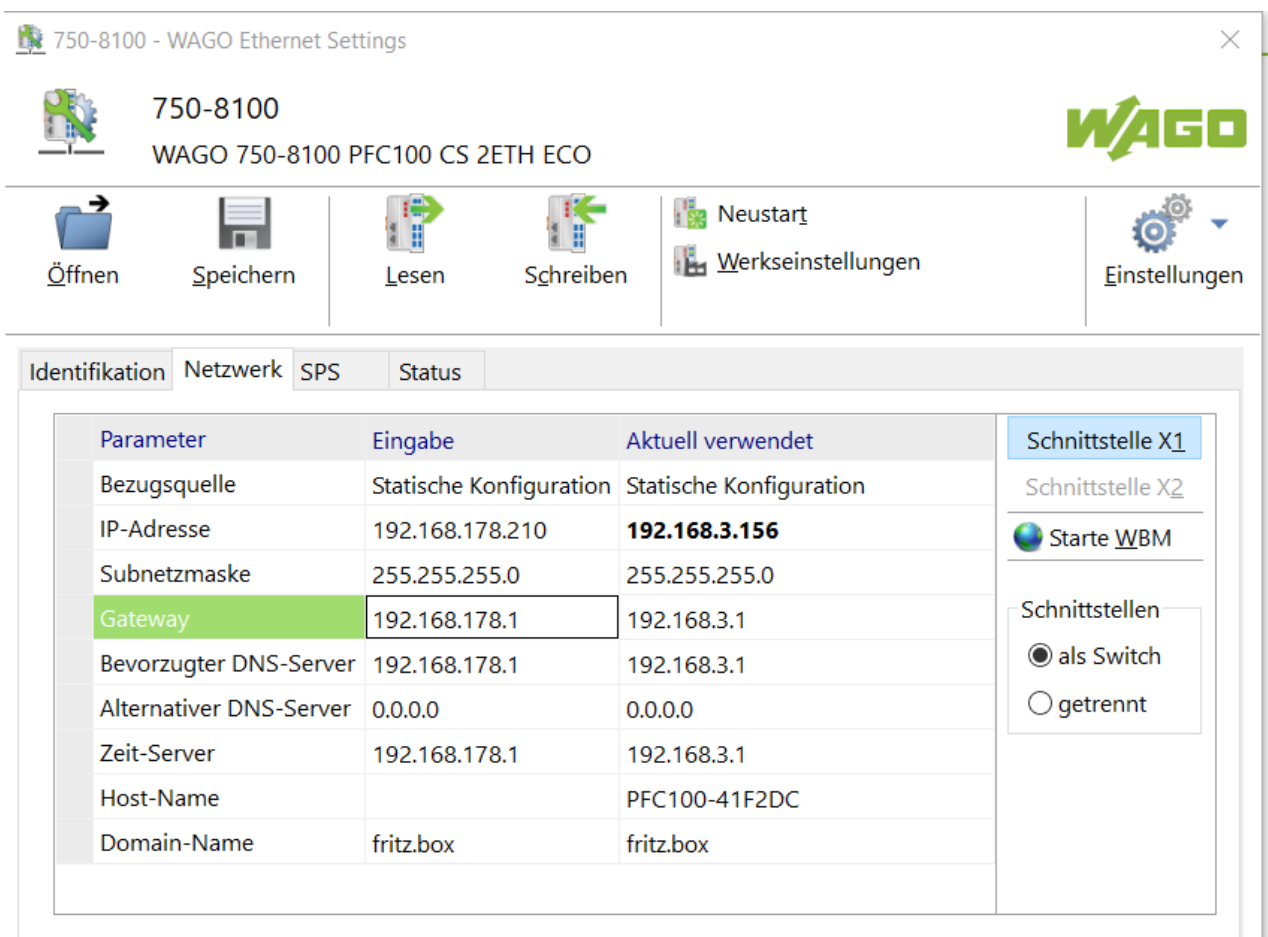 750-8100 - WAGO Ethernet Settings
750-8100
WAGO 750-8100 PFC100 CS 2ETH ECO
WAGO
Öffnen Speichern Lesen Schreiben Neustart Werkseinstellungen Einstellungen
Identifikation Netzwerk SPS Status
Parameter Eingabe Aktuell verwendet Schnittstelle X1
Bezugsquelle Statische Konfiguration Statische Konfiguration Schnittstelle X2
IP-Adresse 192.168.178.210 192.168.3.156 Starte WBM
Subnetzmaske 255.255.255.0 255.255.255.0
Gateway 192.168.178.1 192.168.3.1 Schnittstellen
Bevorzugter DNS-Server 192.168.178.1 192.168.3.1 als Switch
Alternativer DNS-Server 0.0.0.0 0.0.0.0 getrennt
Zeit-Server 192.168.178.1 192.168.3.1
Host-Name PFC100-41F2DC
Domain-Name fritz.box fritz.box